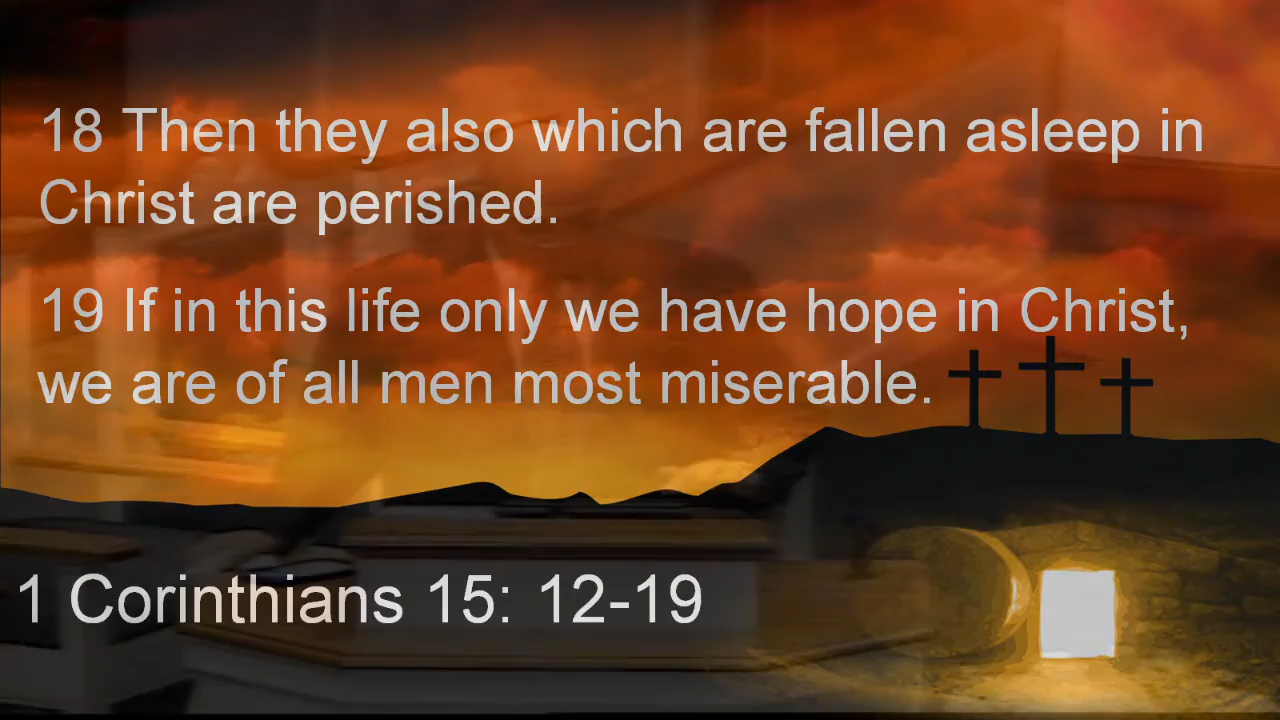 18 Then they also which are fallen asleep in
Christ are perished.
19 If in this life only we have hope in Christ,
we are of all men most miserable.
1 Corinthians 15: 12-19